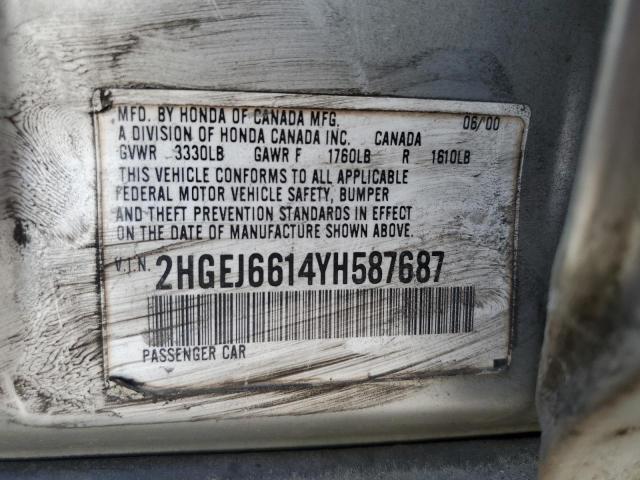 MFD. BY HONDA OF CANADA MFG. 06/00
A DIVISION OF HONDA CANADA INC. CANADA
GVWR 3330LB GAWR F 1760LB R 1610LB
THIS VEHICLE CONFORMS TO ALL APPLICABLE
FEDERAL MOTOR VEHICLE SAFETY, BUMPER
AND THEFT PREVENTION STANDARDS IN EFFECT
ON THE DATE OF MANUFACTURE SHOWN ABOVE.
V.I.N. 2HGEJ6614YH587687
PASSENGER CAR